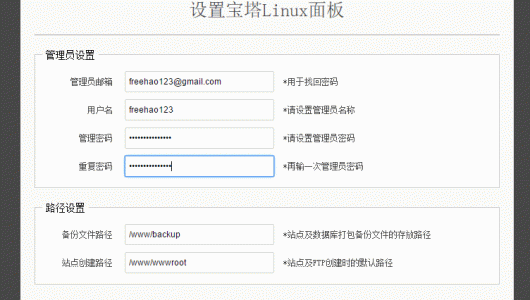 设置宝塔Linux面板
管理员设置
管理员邮箱 freehao123@gmail.com *用于找回密码
用户名 freehao123 *请设置管理员名称
管理密码 ••••••••••••••• *请设置管理员密码
重复密码 ••••••••••••••• *再输一次管理员密码
路径设置
备份文件路径 /www/backup *站点及数据库打包备份文件的存放路径
站点创建路径 /www/wwwroot *站点及FTP创建时的默认路径